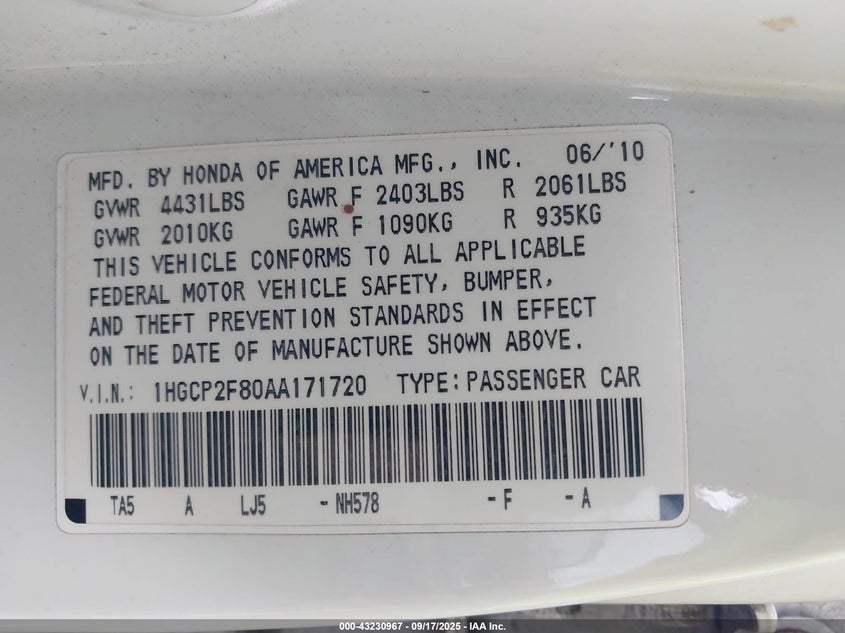 MFD. BY HONDA OF AMERICA MFG., INC. 06/'10
GVWR 4431LBS GAWR F 2403LBS R 2061LBS
GVWR 2010KG GAWR F 1090KG R 935KG
THIS VEHICLE CONFORMS TO ALL APPLICABLE
FEDERAL MOTOR VEHICLE SAFETY, BUMPER,
AND THEFT PREVENTION STANDARDS IN EFFECT
ON THE DATE OF MANUFACTURE SHOWN ABOVE.
V.I.N.: 1HGCP2F80AA171720 TYPE: PASSENGER CAR
TA5 A LJ5 -NH578 -F -A
000-43230967 - 09/17/2025 - IAA Inc.